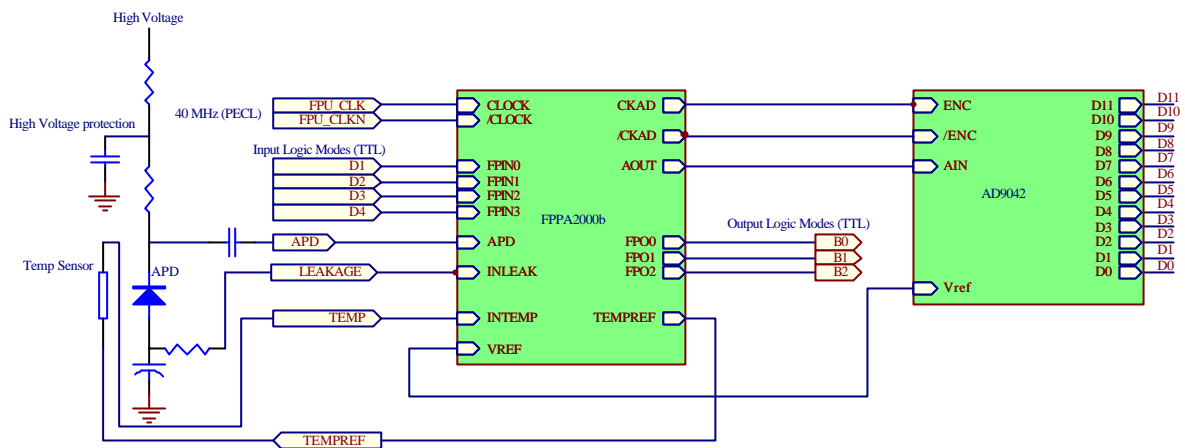 High Voltage
High Voltage protection
40 MHz (PECL)
FPU_CLK
FPU_CLKN
Input Logic Modes (TTL)
D1
D2
D3
D4
APD
LEAKAGE
TEMP
TEMPREF
Temp Sensor
APD
CLOCK
/CLOCK
FPIN0
FPIN1
FPIN2
FPIN3
APD
INLEAK
INTEMP
VREF
FPPA2000b
CKAD
/CKAD
AOUT
FPO0
FPO1
FPO2
TEMPREF
Output Logic Modes (TTL)
B0
B1
B2
ENC
/ENC
AIN
Vref
AD9042
D11
D10
D9
D8
D7
D6
D5
D4
D3
D2
D1
D0
D11
D10
D9
D8
D7
D6
D5
D4
D3
D2
D1
D0